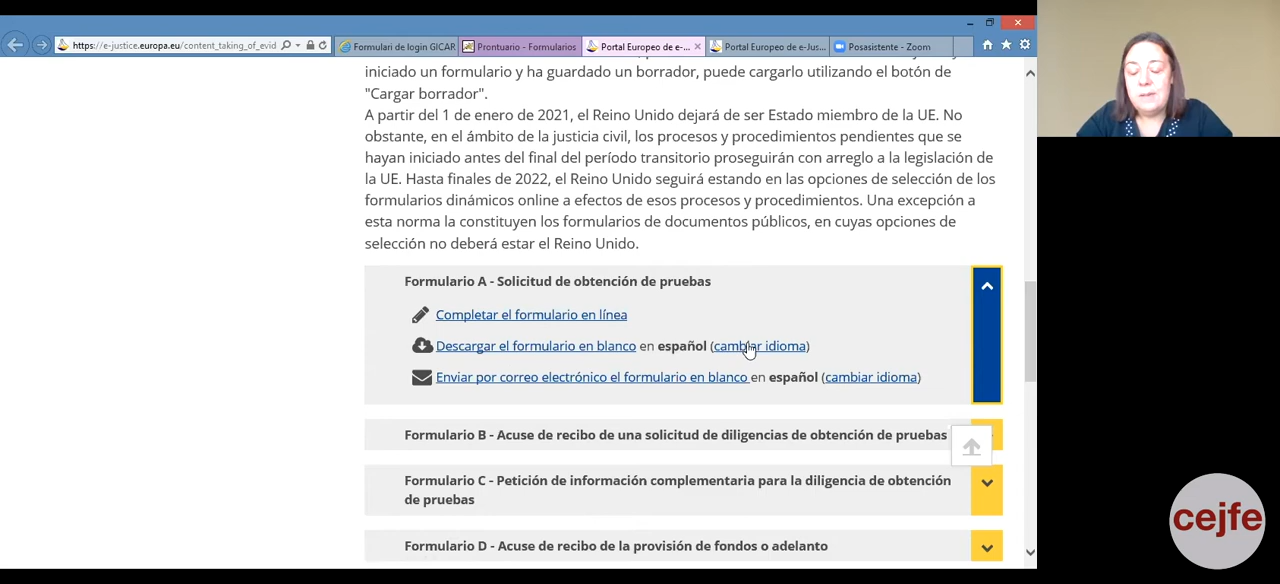 https://e-justice.europa.eu/content_taking_of_evid
Formulari de login GICAR
Prontuario - Formularios
Portal Europeo de e-...
Portal Europeo de e-Jus...
Posasistente - Zoom
iniciado un formulario y ha guardado un borrador, puede cargarlo utilizando el botón de
"Cargar borrador".
A partir del 1 de enero de 2021, el Reino Unido dejará de ser Estado miembro de la UE. No
obstante, en el ámbito de la justicia civil, los procesos y procedimientos pendientes que se
hayan iniciado antes del final del período transitorio proseguirán con arreglo a la legislación de
la UE. Hasta finales de 2022, el Reino Unido seguirá estando en las opciones de selección de los
formularios dinámicos online a efectos de esos procesos y procedimientos. Una excepción a
esta norma la constituyen los formularios de documentos públicos, en cuyas opciones de
selección no deberá estar el Reino Unido.
Formulario A - Solicitud de obtención de pruebas
Completar el formulario en línea
Descargar el formulario en blanco en español (cambiar idioma)
Enviar por correo electrónico el formulario en blanco en español (cambiar idioma)
Formulario B - Acuse de recibo de una solicitud de diligencias de obtención de pruebas
Formulario C - Petición de información complementaria para la diligencia de obtención
de pruebas
Formulario D - Acuse de recibo de la provisión de fondos o adelanto
cejfe